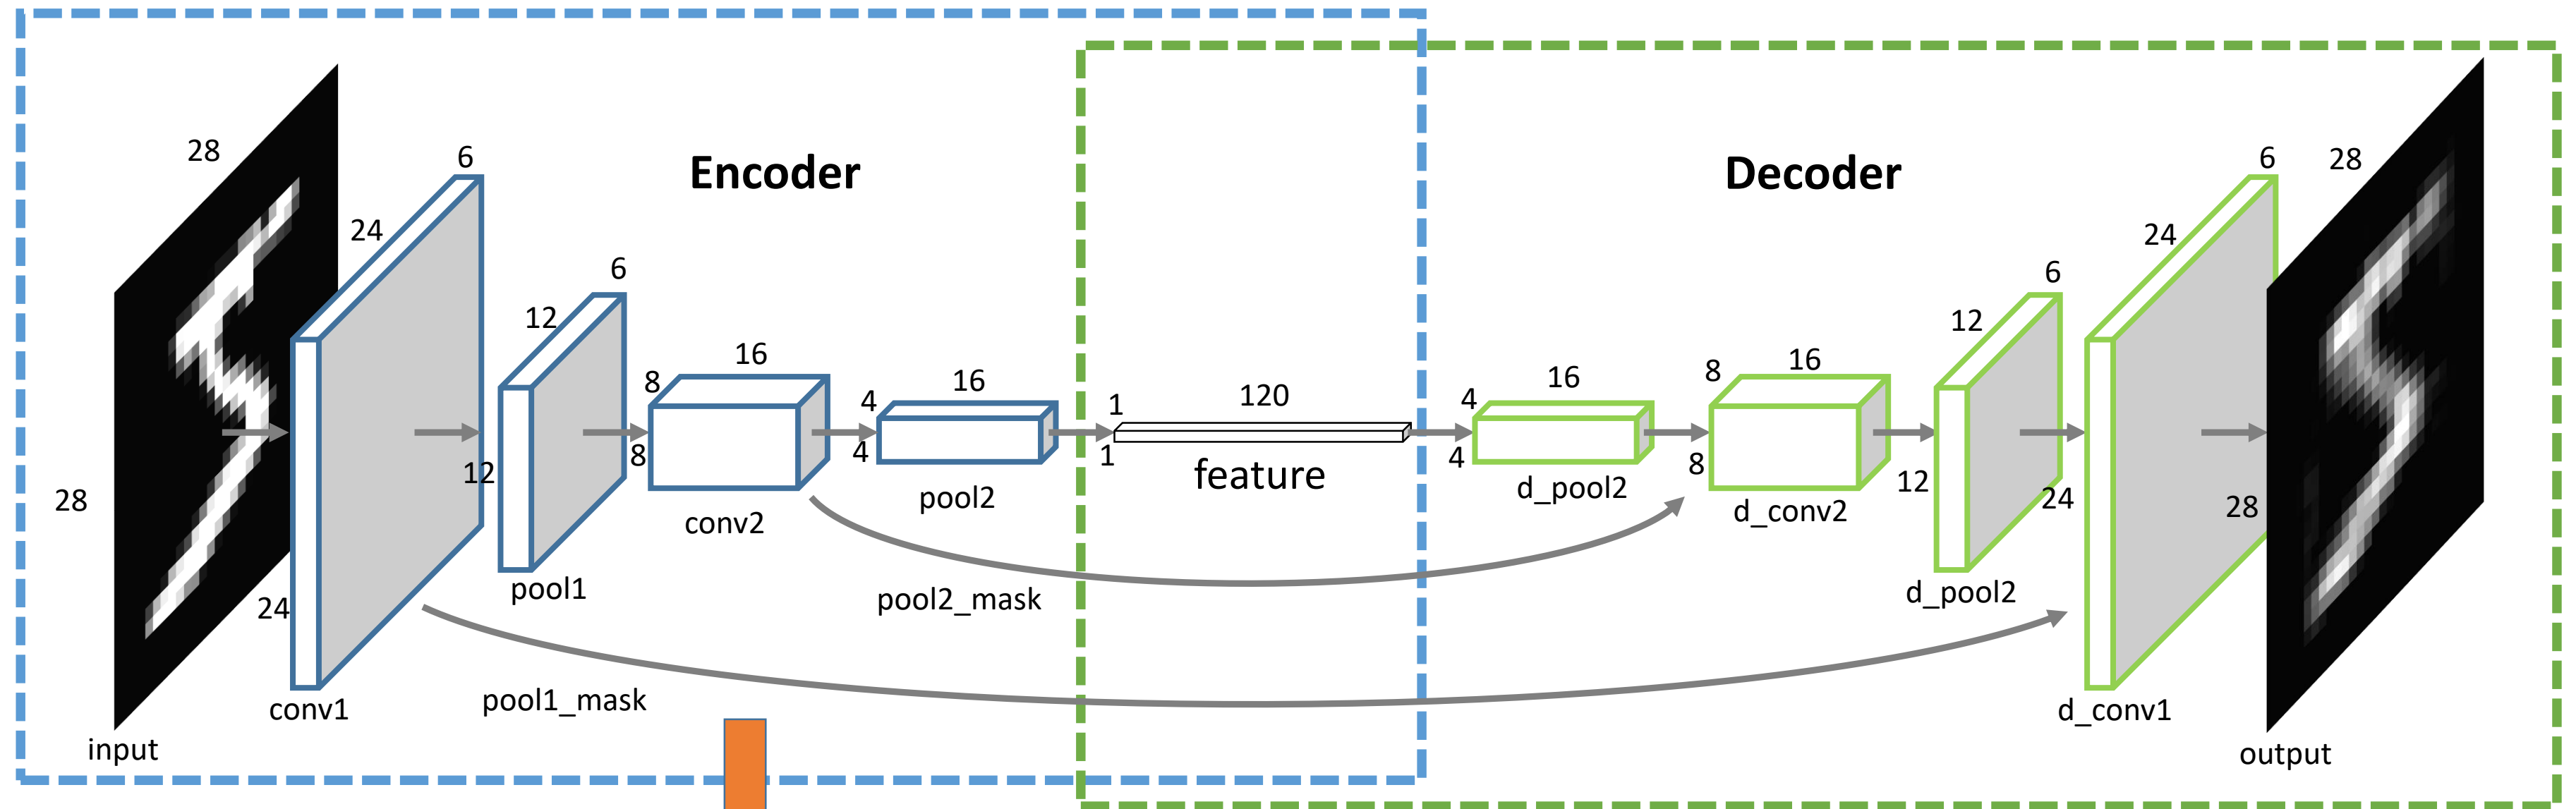 Encoder
Decoder
28
28
input
24
6
24
conv1
12
6
12
pool1
8
16
8
conv2
4
16
4
pool2
1
120
1
feature
4
16
4
d_pool2
8
16
8
d_conv2
12
6
12
d_pool2
24
6
24
d_conv1
28
28
output
pool2_mask
pool1_mask